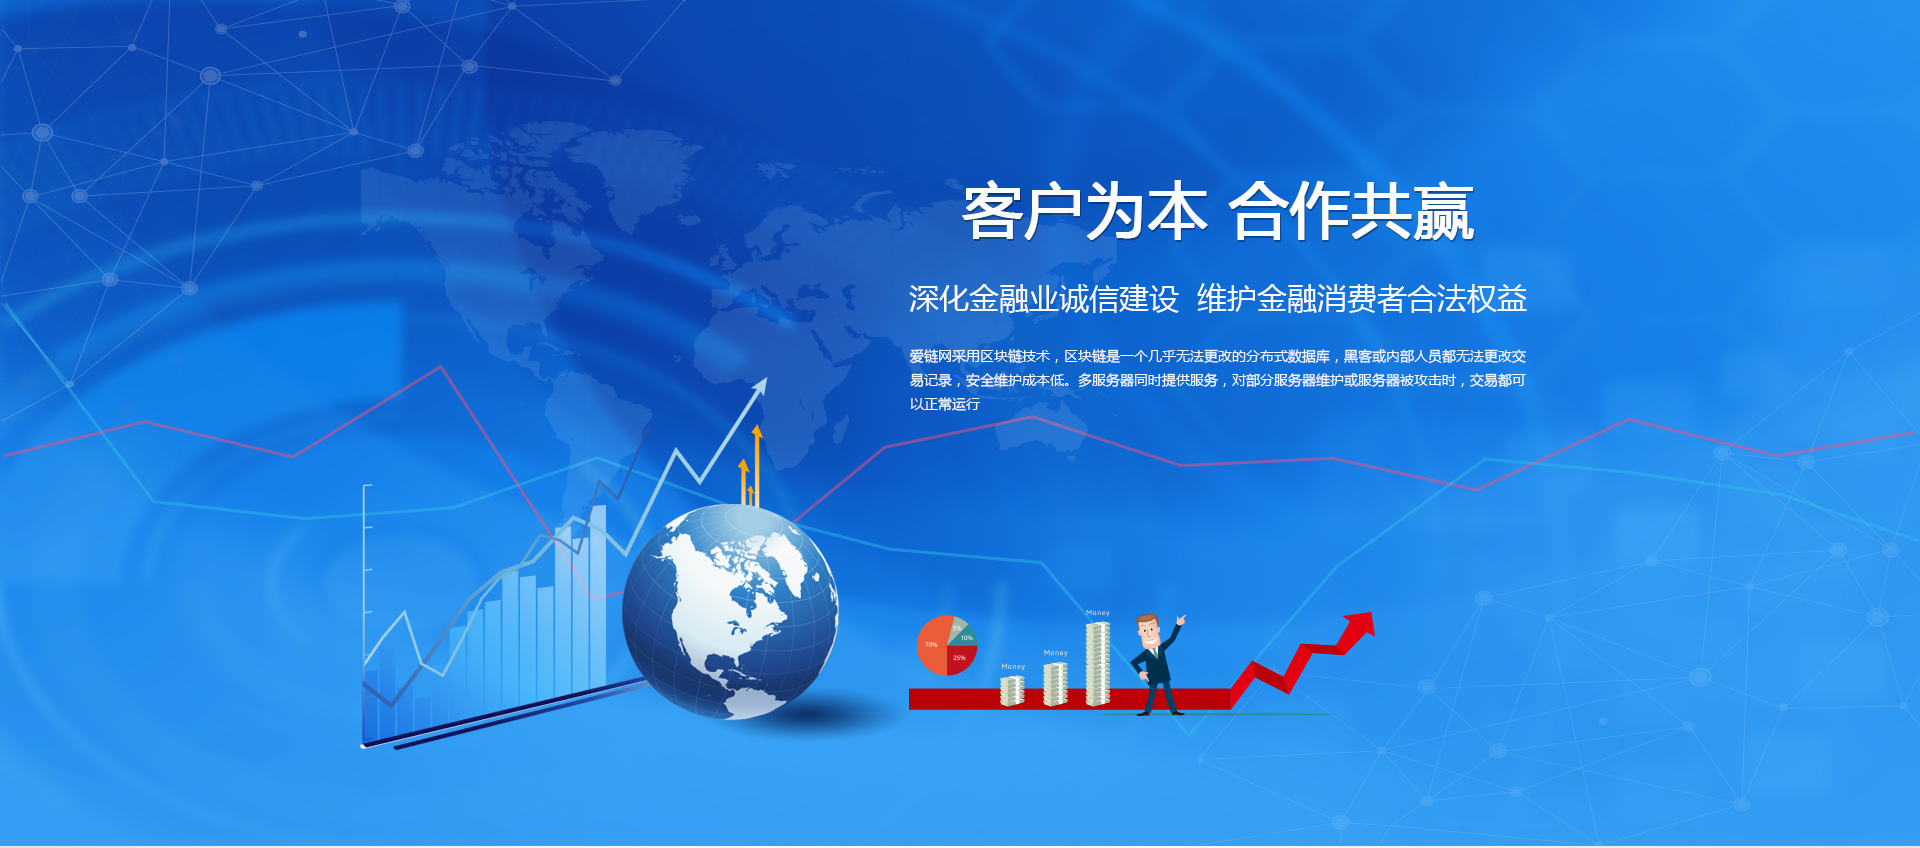 客户为本 合作共赢
深化金融业诚信建设 维护金融消费者合法权益
爱链网采用区块链技术，区块链是一个几乎无法更改的分布式数据库，黑客或内部人员都无法更改交
易记录，安全维护成本低。多服务器同时提供服务，对部分服务器维护或服务器被攻击时，交易都可
以正常运行
Money
Money
Money
5%
10%
70%
25%